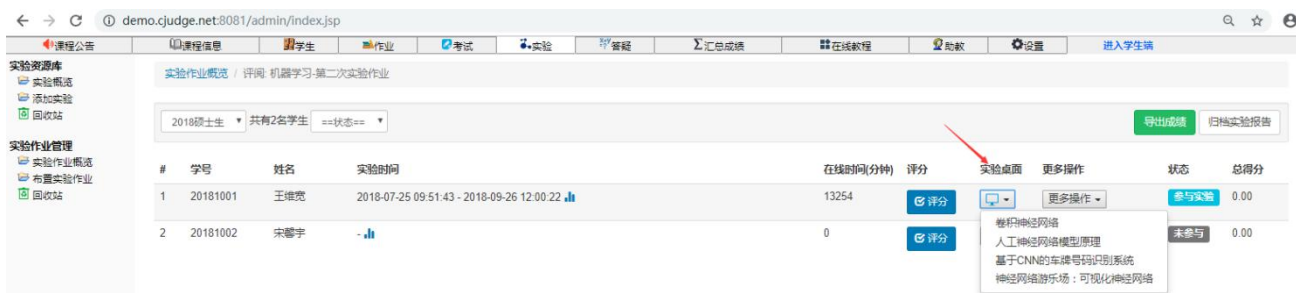 demo.cjudge.net:8081/admin/index.jsp
课程公告 课程信息 学生 作业 考试 实验 答疑 Σ汇总成绩 在线教程 助教 设置 进入学生端
实验资源库
实验概览
添加实验
回收站
实验作业管理
实验作业概览
布置实验作业
回收站
实验作业概览 / 评阅: 机器学习-第二次实验作业
2018硕士生 共有2名学生 ==状态== 导出成绩 归档实验报告
# 学号 姓名 实验时间 在线时间(分钟) 评分 实验桌面 更多操作 状态 总得分
1 20181001 王维宽 2018-07-25 09:51:43 - 2018-09-26 12:00:22 13254 评分 更多操作 参与实验 0.00
2 20181002 宋馨宇 - 0 评分 未参与 0.00
卷积神经网络
人工神经网络模型原理
基于CNN的车牌号码识别系统
神经网络游乐场：可视化神经网络